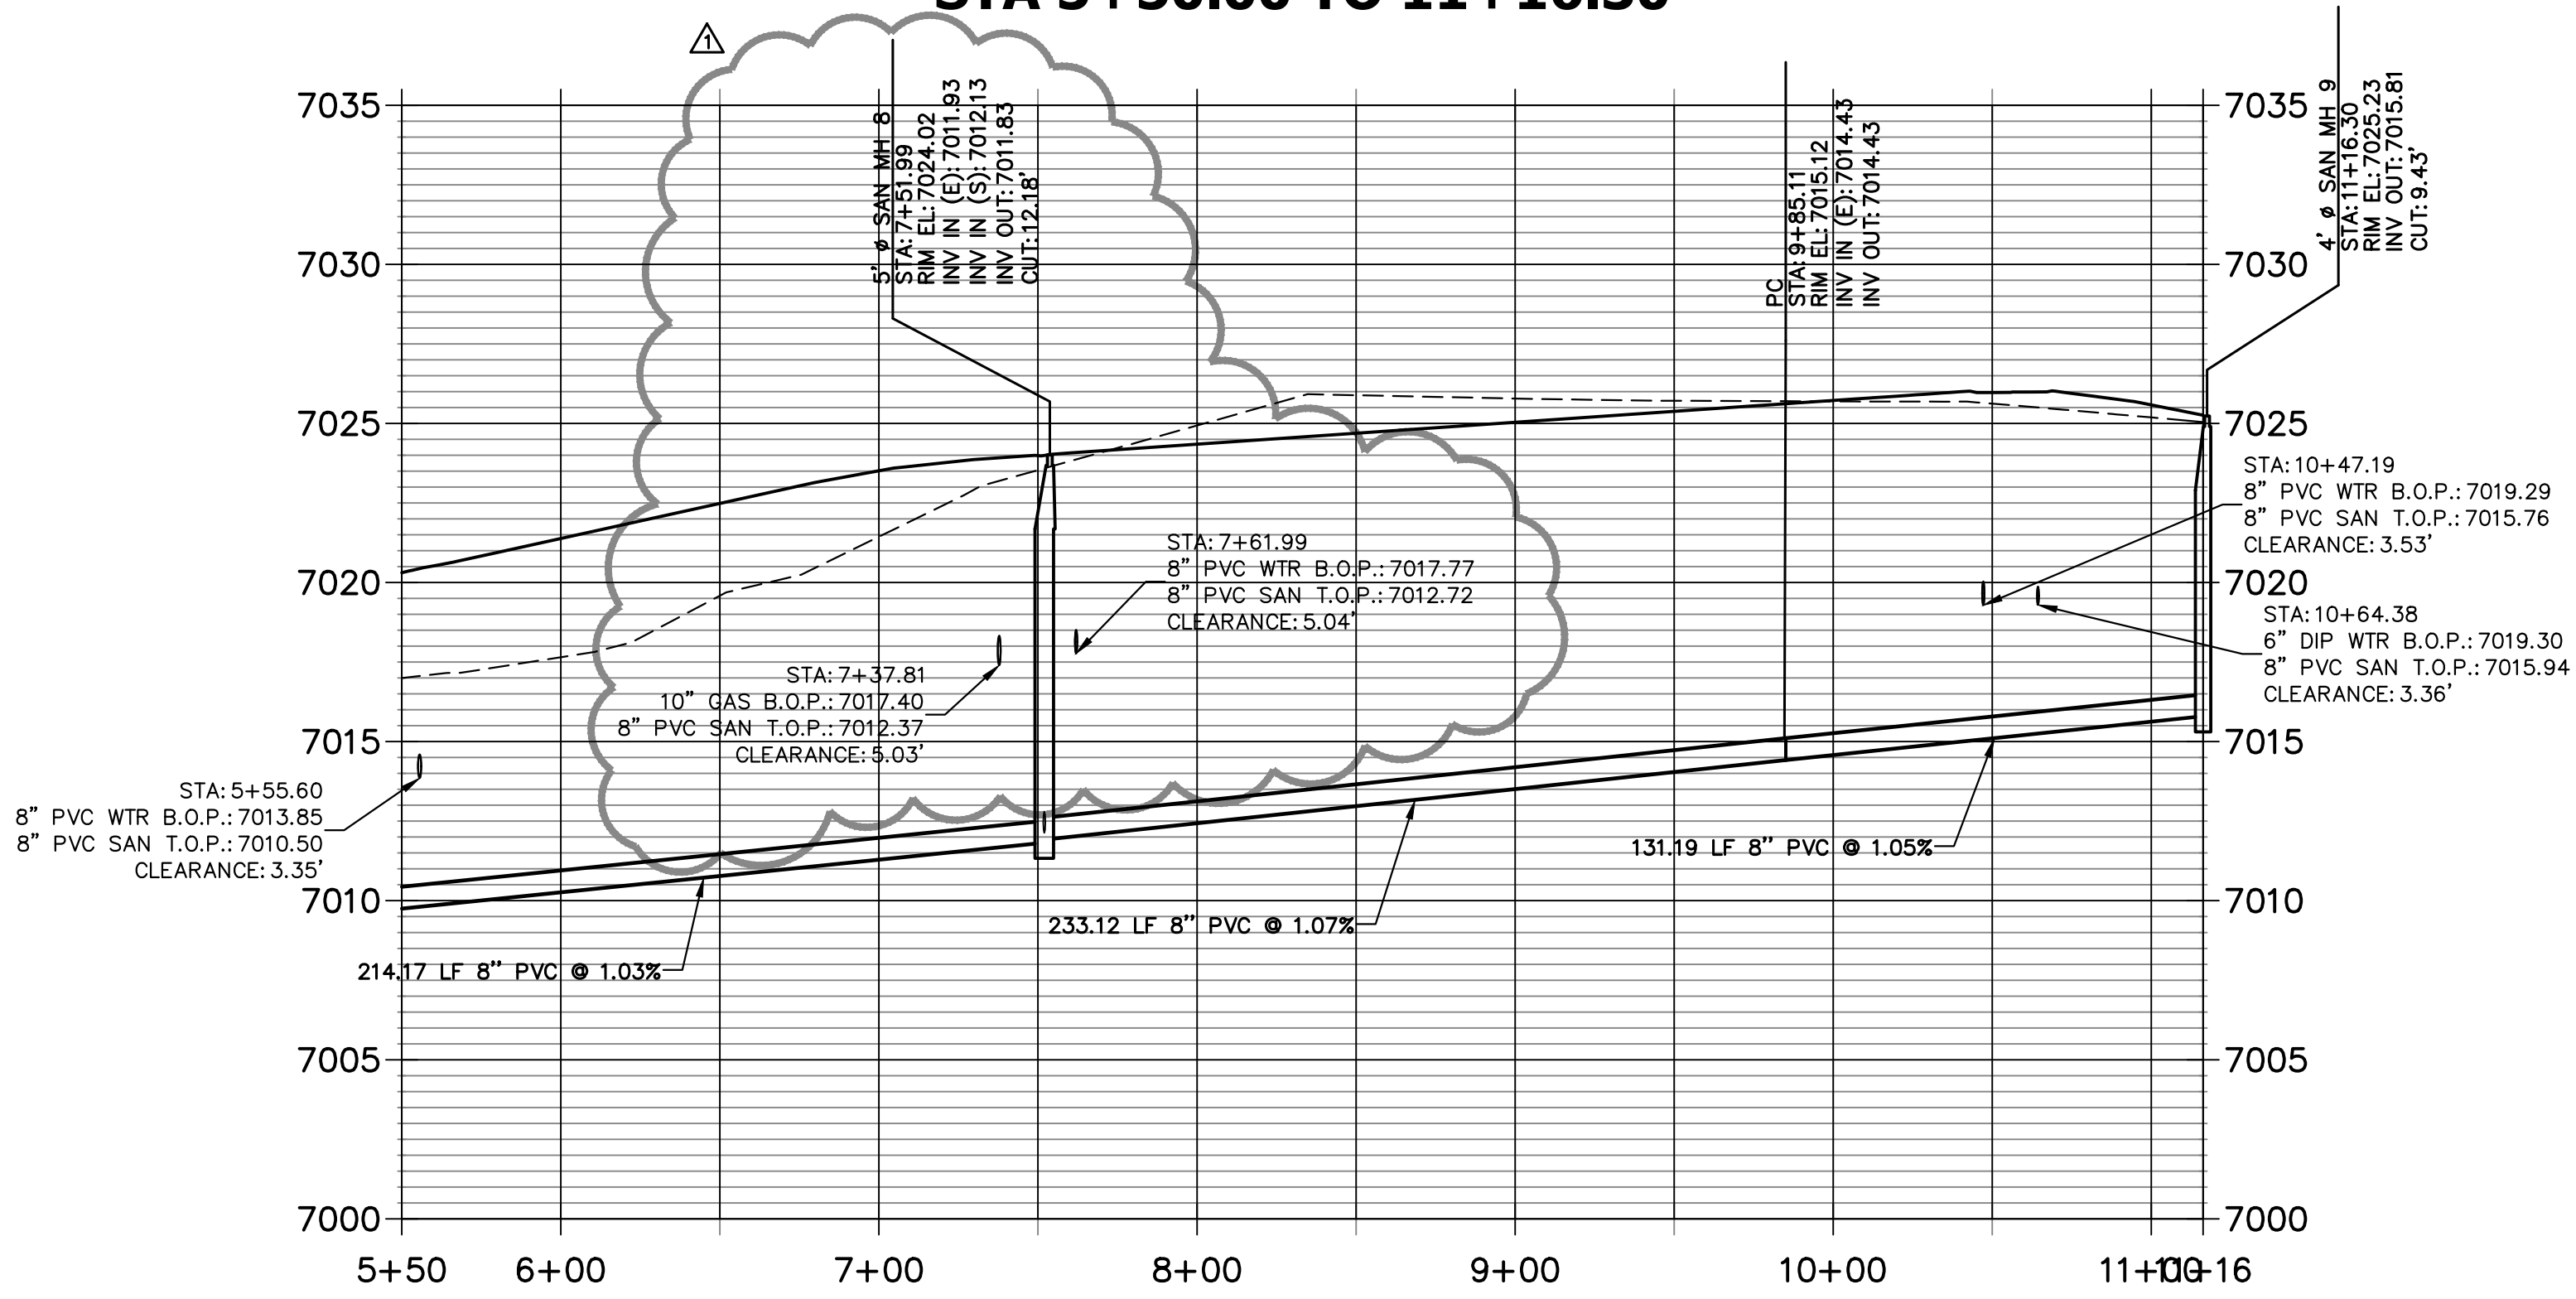 STA 5+50.00 TO 11+16.30
1
5' ø SAN MH 8
STA: 7+51.99
RIM EL: 7024.02
INV IN (E): 7011.93
INV IN (S): 7012.13
INV OUT: 7011.83
CUT: 12.18'
PC
STA: 9+85.11
RIM EL: 7015.12
INV IN (E): 7014.43
INV OUT: 7014.43
4' ø SAN MH 9
STA: 11+16.30
RIM EL: 7025.23
INV OUT: 7015.81
CUT: 9.43'
7035
7030
7025
7020
7015
7010
7005
7000
7035
7030
7025
7020
7015
7010
7005
7000
STA: 10+47.19
8" PVC WTR B.O.P.: 7019.29
8" PVC SAN T.O.P.: 7015.76
CLEARANCE: 3.53'
STA: 7+61.99
8" PVC WTR B.O.P.: 7017.77
8" PVC SAN T.O.P.: 7012.72
CLEARANCE: 5.04'
STA: 10+64.38
6" DIP WTR B.O.P.: 7019.30
8" PVC SAN T.O.P.: 7015.94
CLEARANCE: 3.36'
STA: 7+37.81
10" GAS B.O.P.: 7017.40
8" PVC SAN T.O.P.: 7012.37
CLEARANCE: 5.03'
STA: 5+55.60
8" PVC WTR B.O.P.: 7013.85
8" PVC SAN T.O.P.: 7010.50
CLEARANCE: 3.35'
131.19 LF 8" PVC @ 1.05%
233.12 LF 8" PVC @ 1.07%
214.17 LF 8" PVC @ 1.03%
5+50 6+00 7+00 8+00 9+00 10+00 11+00 11+16